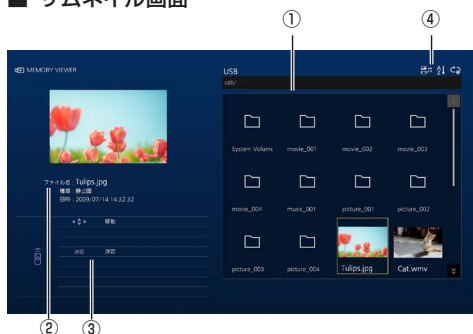 ■ サムネイル画面
① ④
MEMORY VIEWER
USB
usb/
System Volume movie_001 movie_002 movie_003
movie_004 music_001 picture_001 picture_002
picture_003 picture_004 Tulips.jpg Cat.wmv
ファイル名 : Tulips.jpg
種類 : 静止画
日時 : 2009/07/14 14:32:32
移動
決定 決定
② ③